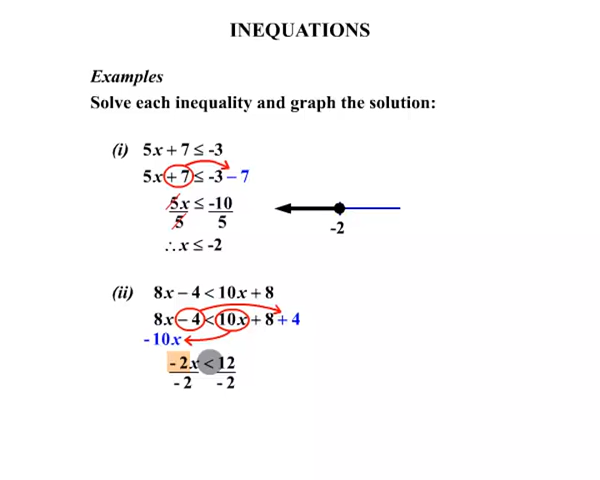 INEQUATIONS
Examples
Solve each inequality and graph the solution:
(i) 5x + 7 ≤ -3
5x + 7 ≤ -3 – 7
5x ≤ -10
5 5
-2
∴ x ≤ -2
(ii) 8x – 4 < 10x + 8
8x – 4 < 10x + 8 + 4
- 10x
- 2x < 12
- 2 - 2